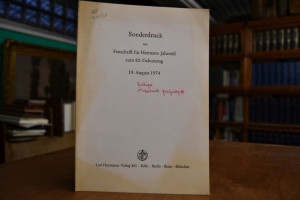 Sonderdruck
aus
Festschrift für Hermann Jahrreiß
zum 80. Geburtstag
19. August 1974
Carl Heymanns Verlag KG · Köln · Berlin · Bonn · München